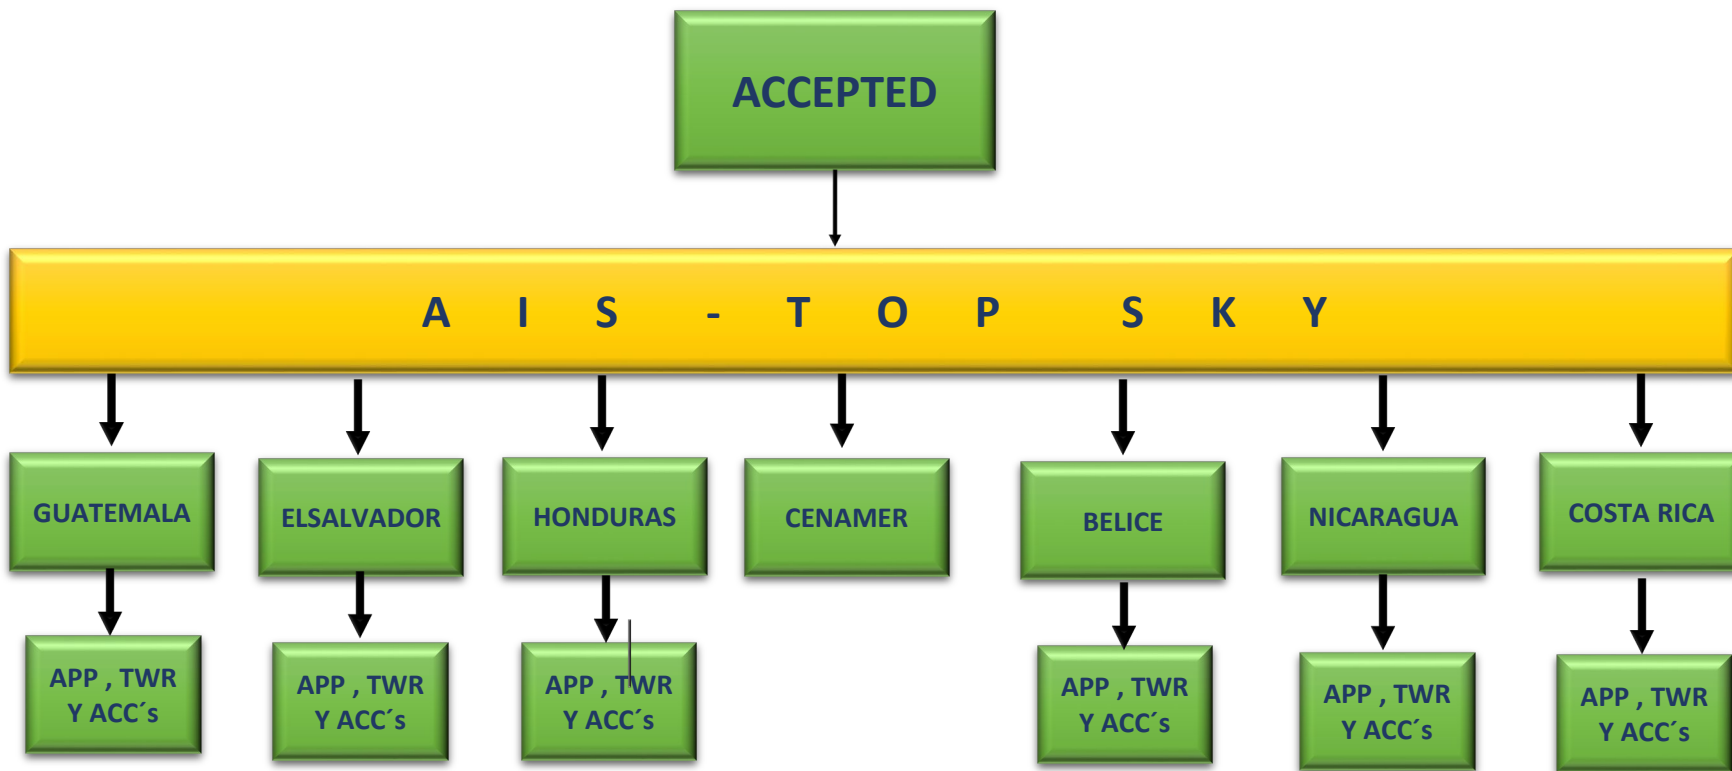 ACCEPTED
A I S - T O P S K Y
GUATEMALA
ELSALVADOR
HONDURAS
CENAMER
BELICE
NICARAGUA
COSTA RICA
APP , TWR
Y ACC´s
APP , TWR
Y ACC´s
APP , TWR
Y ACC´s
APP , TWR
Y ACC´s
APP , TWR
Y ACC´s
APP , TWR
Y ACC´s